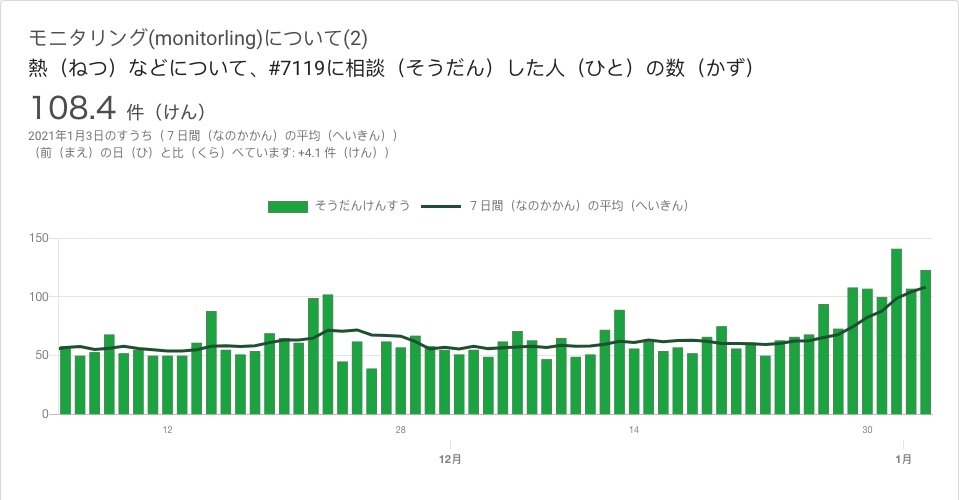 モニタリング(monitorling)について(2)
熱（ねつ）などについて、#7119に相談（そうだん）した人（ひと）の数（かず）
108.4 件（けん）
2021年1月3日のすうち（７日間（なのかかん）の平均（へいきん））
（前（まえ）の日（ひ）と比（くら）べています: +4.1 件（けん））
そうだんけんすう ７日間（なのかかん）の平均（へいきん）
150
100
50
0
12 28 14 30
12月 1月